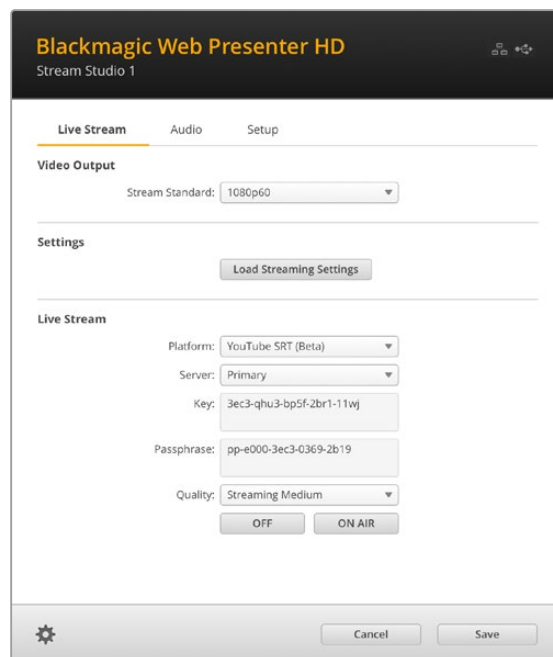 Blackmagic Web Presenter HD
Stream Studio 1
Live Stream Audio Setup
Video Output
Stream Standard: 1080p60
Settings
Load Streaming Settings
Live Stream
Platform: YouTube SRT (Beta)
Server: Primary
Key: 3ec3-qhu3-bp5f-2br1-11wj
Passphrase: pp-e000-3ec3-0369-2b19
Quality: Streaming Medium
OFF ON AIR
Cancel Save